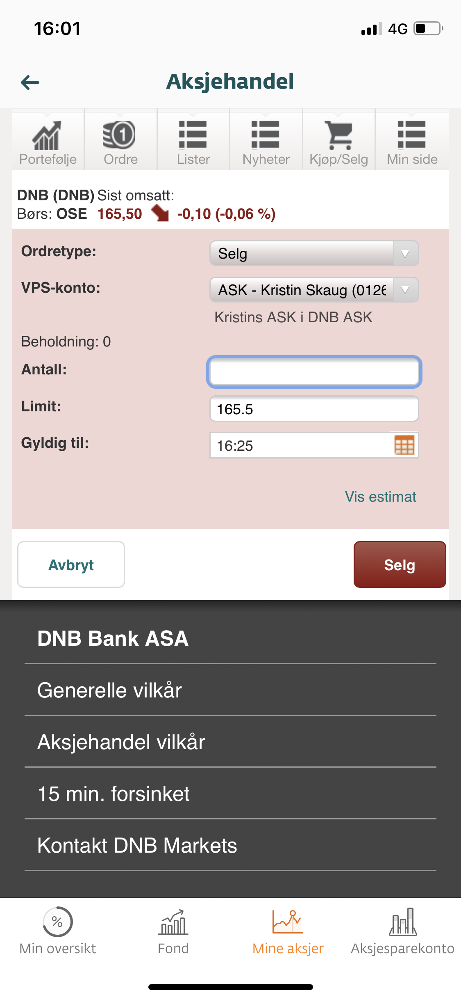 16:01
4G
Aksjehandel
Portefølje
1
Ordre
Lister
Nyheter
Kjøp/Selg
Min side
DNB (DNB) Sist omsatt:
Børs: OSE 165,50 -0,10 (-0,06 %)
Ordretype: Selg
VPS-konto: ASK - Kristin Skaug (0126
Kristins ASK i DNB ASK
Beholdning: 0
Antall:
Limit: 165.5
Gyldig til: 16:25
Vis estimat
Avbryt
Selg
DNB Bank ASA
Generelle vilkår
Aksjehandel vilkår
15 min. forsinket
Kontakt DNB Markets
%
Min oversikt
Fond
Mine aksjer
Aksjesparekonto